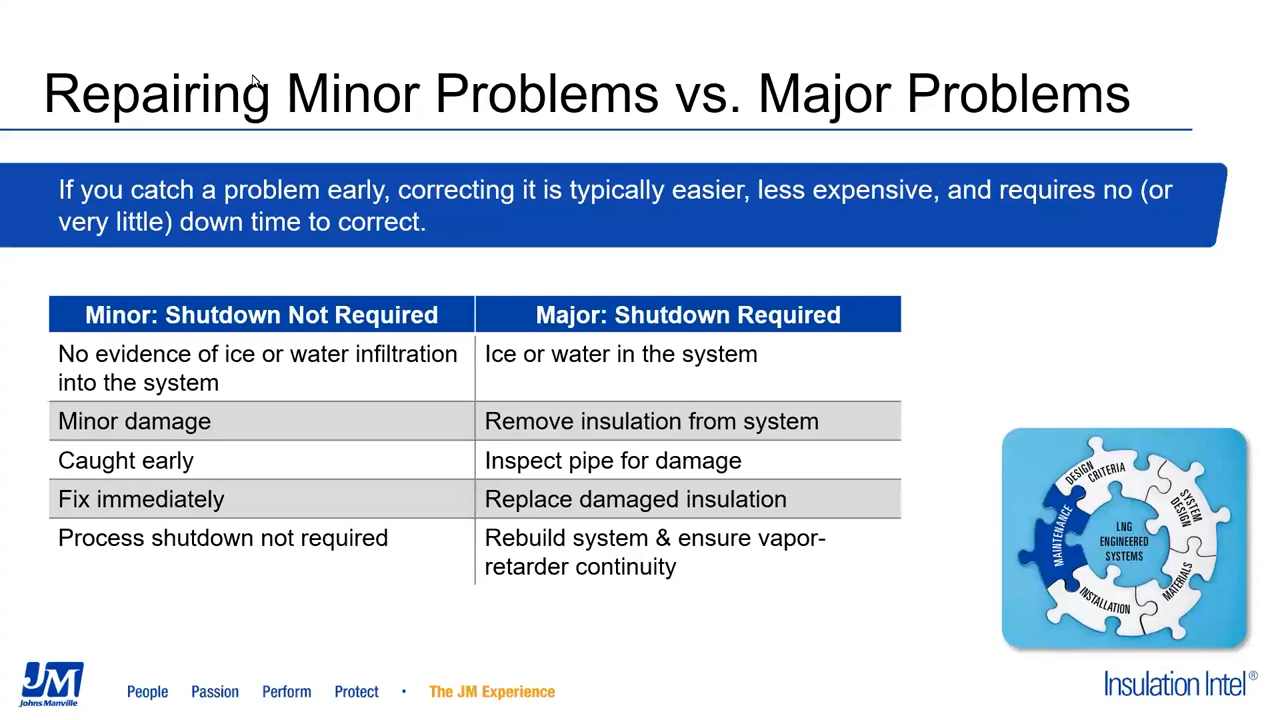 Repairing Minor Problems vs. Major Problems
If you catch a problem early, correcting it is typically easier, less expensive, and requires no (or
very little) down time to correct.
Minor: Shutdown Not Required
Major: Shutdown Required
No evidence of ice or water infiltration
into the system
Ice or water in the system
Minor damage
Remove insulation from system
Caught early
Inspect pipe for damage
Fix immediately
Replace damaged insulation
Process shutdown not required
Rebuild system & ensure vapor-
retarder continuity
DESIGN
CRITERIA
SYSTEM
DESIGN
MATERIALS
INSTALLATION
MAINTENANCE
LNG
ENGINEERED
SYSTEMS
JM
Johns Manville
People Passion Perform Protect • The JM Experience
Insulation Intel®